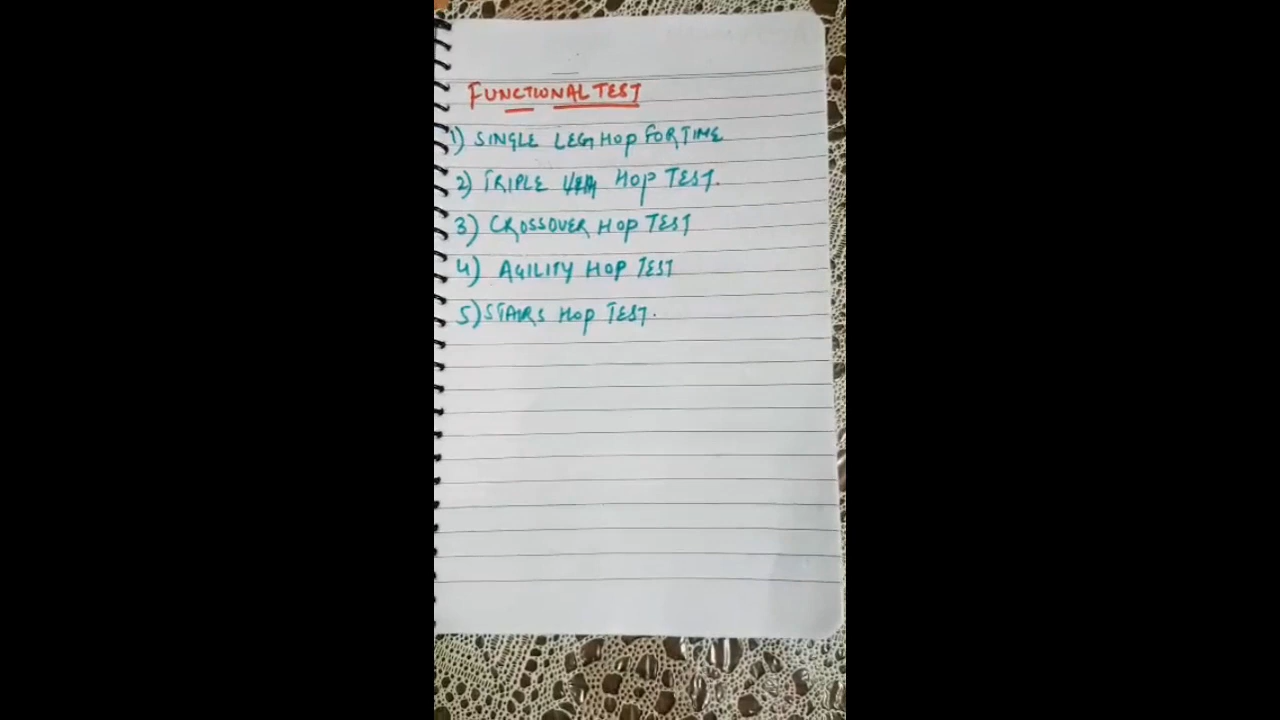 FUNCTIONAL TEST
1) SINGLE LEG HOP FOR TIME
2) TRIPLE HOP TEST.
3) CROSSOVER HOP TEST
4) AGILITY HOP TEST
5) STAIRS HOP TEST.